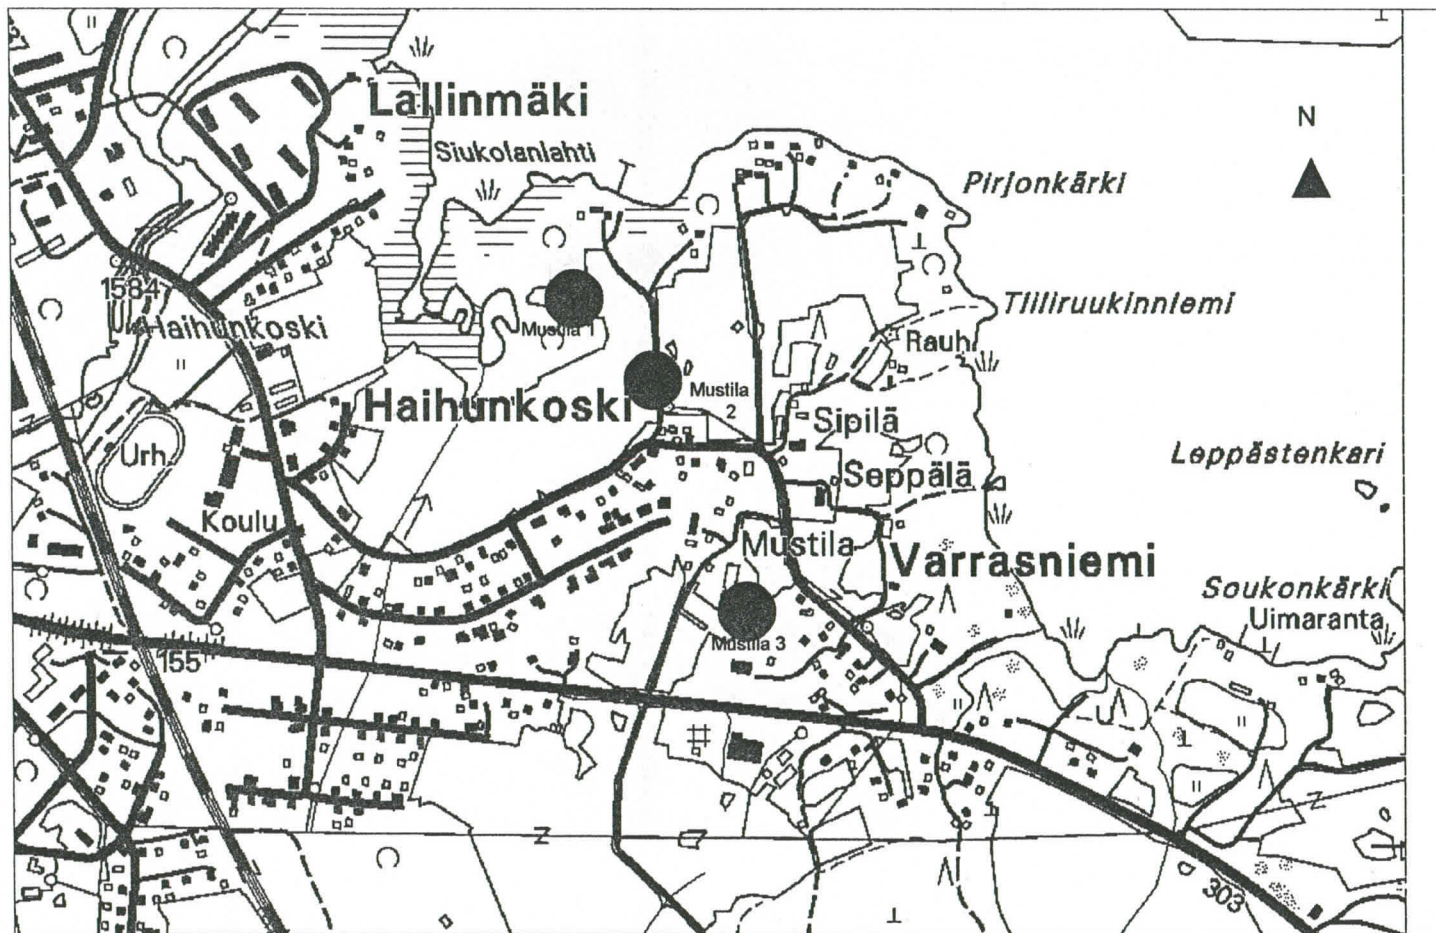 Lallinmäki
Siukolanlahti
N
Pirjonkärki
1584
Haihunkoski
Mustila 1
Tiiliruukinniemi
Rauh.
Haihunkoski
Mustila
2
Sipilä
Urh.
Leppästenkari
Seppälä
Koulu
Mustila
Varrasniemi
Soukonkärki
Uimaranta
Mustila 3
155
303